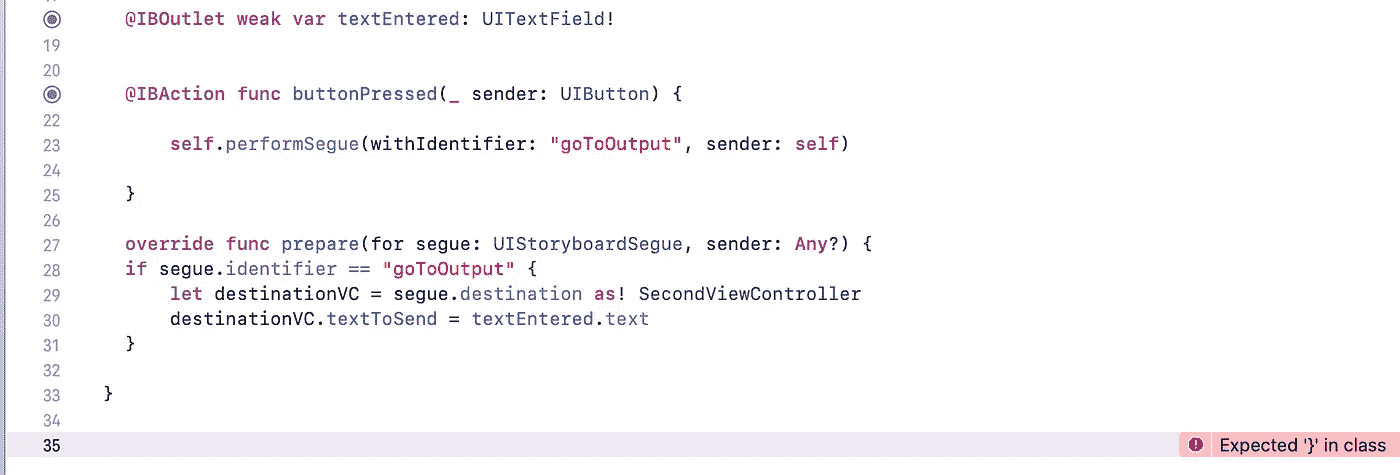 @IBOutlet weak var textEntered: UITextField!
19
20
@IBAction func buttonPressed(_ sender: UIButton) {
22
23 self.performSegue(withIdentifier: "goToOutput", sender: self)
24
25 }
26
27 override func prepare(for segue: UIStoryboardSegue, sender: Any?) {
28 if segue.identifier == "goToOutput" {
29 let destinationVC = segue.destination as! SecondViewController
30 destinationVC.textToSend = textEntered.text
31 }
32
33 }
34
35 Expected '}' in class